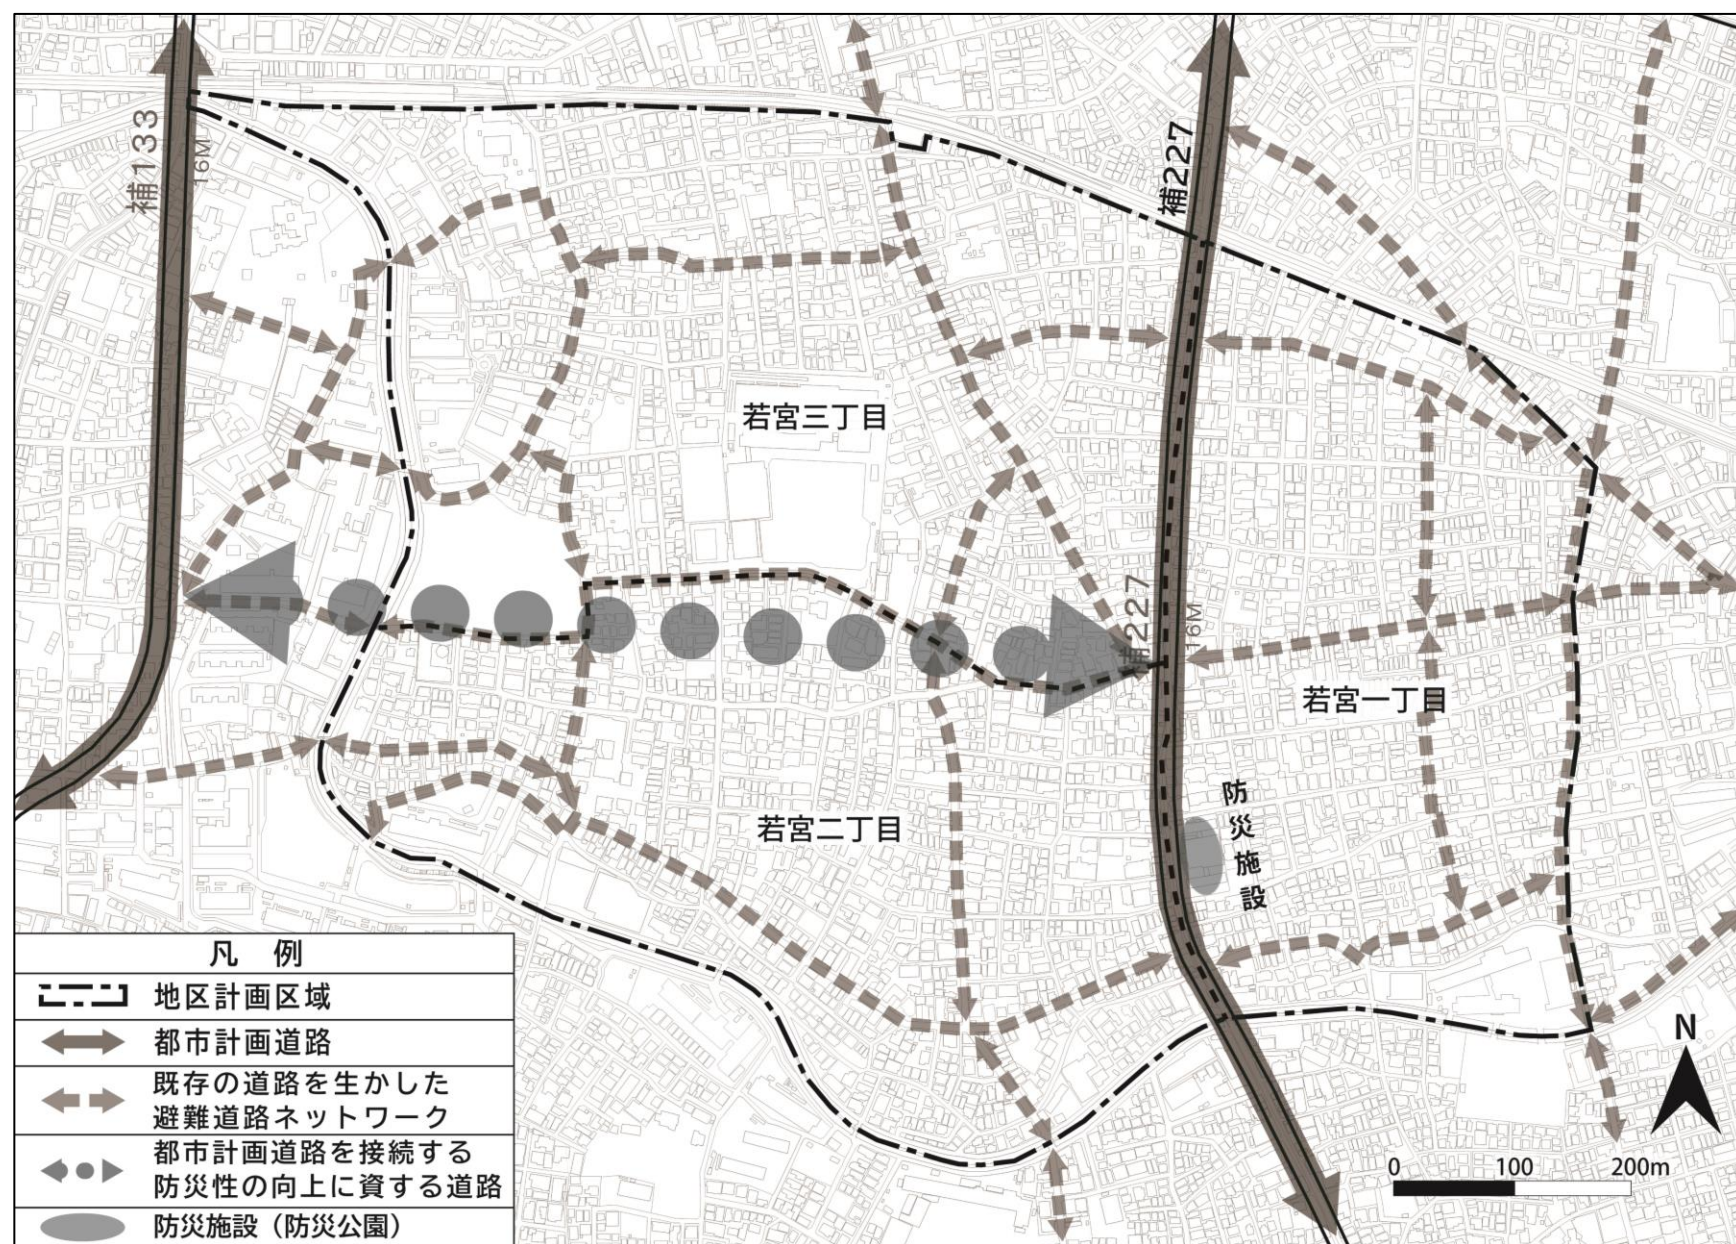 補133
16M
補227
若宮三丁目
補227
16M
若宮一丁目
防災施設
若宮二丁目
凡 例
地区計画区域
都市計画道路
既存の道路を生かした
避難道路ネットワーク
都市計画道路を接続する
防災性の向上に資する道路
防災施設（防災公園）
N
0 100 200m